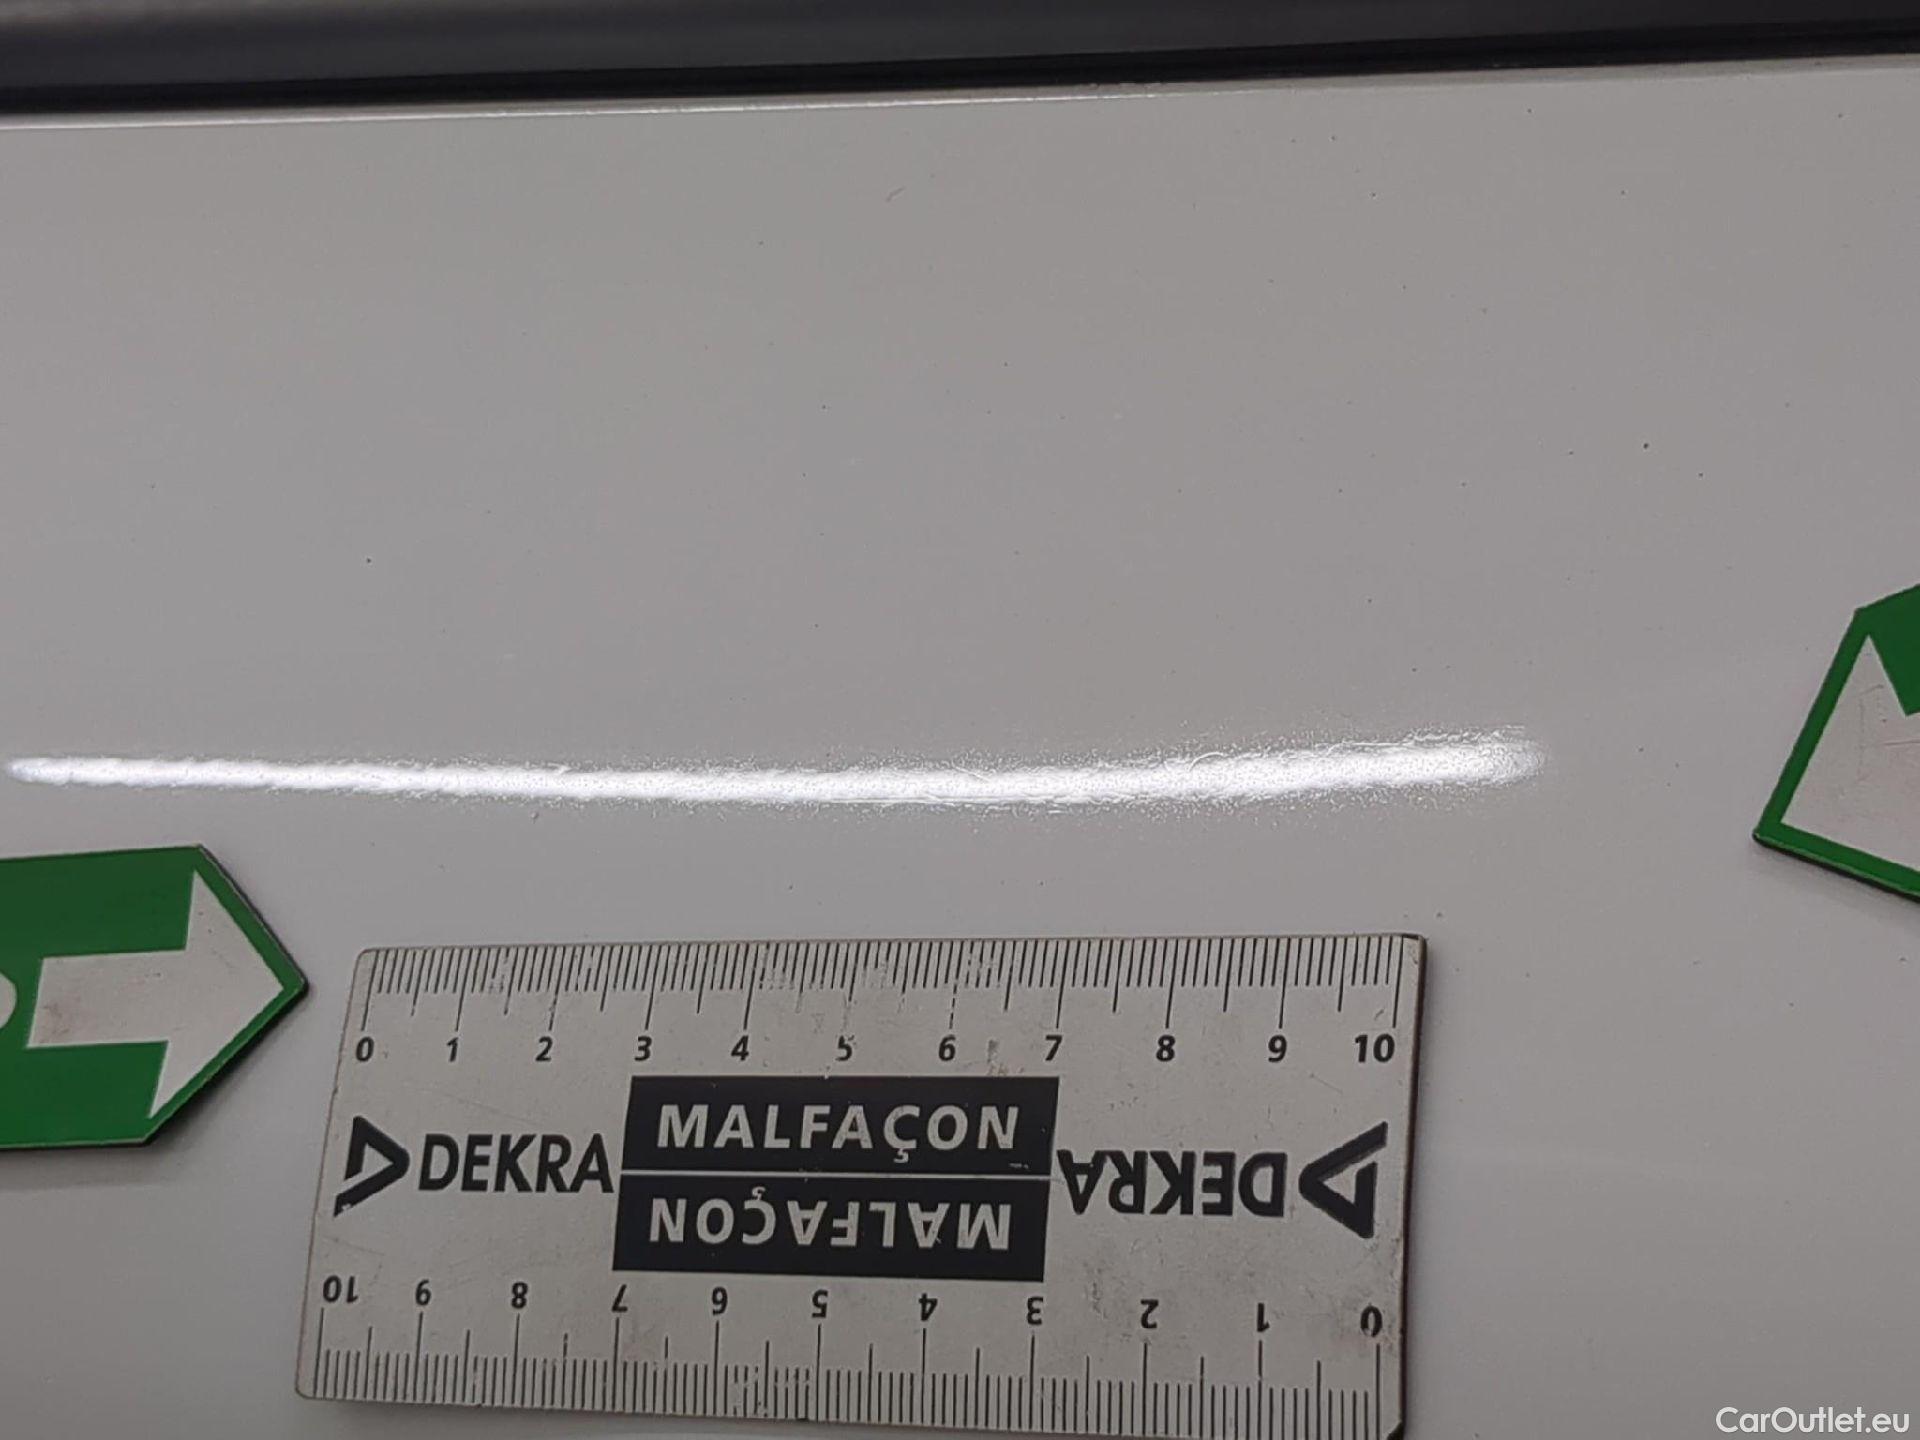 0 1 2 3 4 5 6 7 8 9 10
DEKRA MALFAÇON DEKRA
MALFAÇON
10 9 8 7 6 5 4 3 2 1 0
CarOutlet.eu